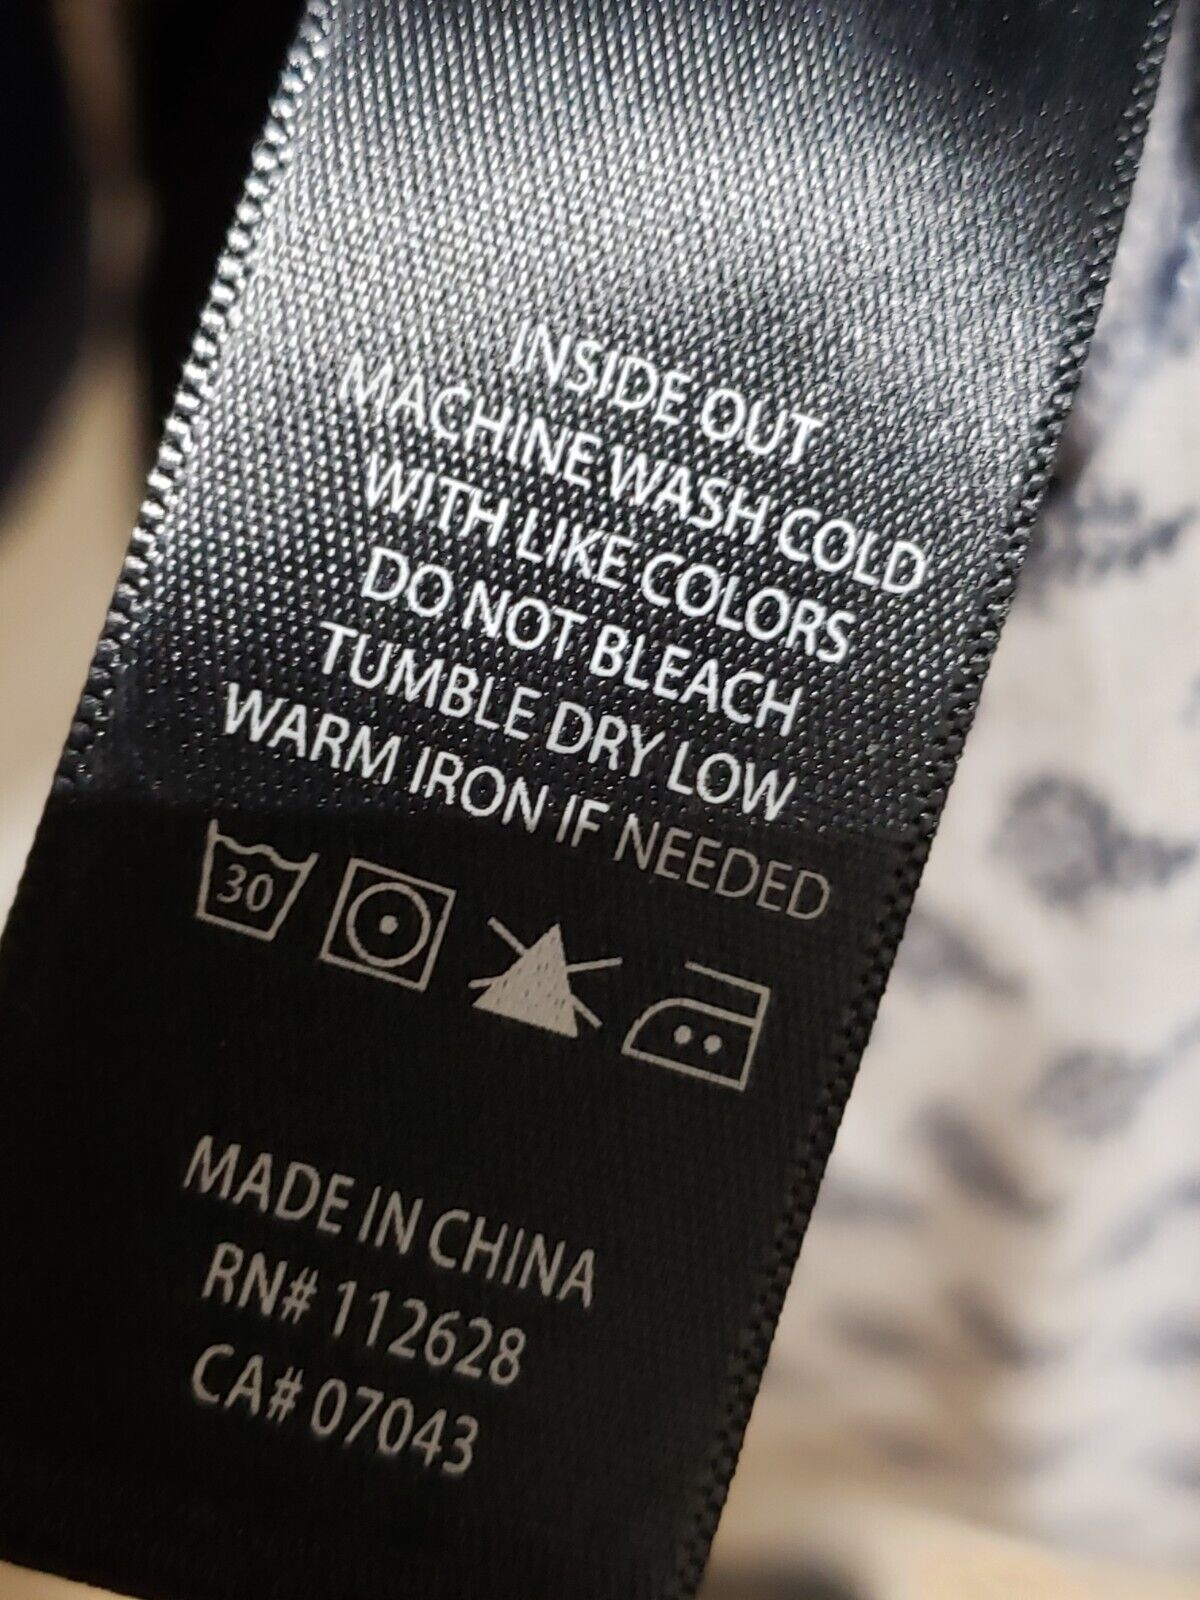 INSIDE OUT
MACHINE WASH COLD
WITH LIKE COLORS
DO NOT BLEACH
TUMBLE DRY LOW
WARM IRON IF NEEDED
30
MADE IN CHINA
RN# 112628
CA# 07043